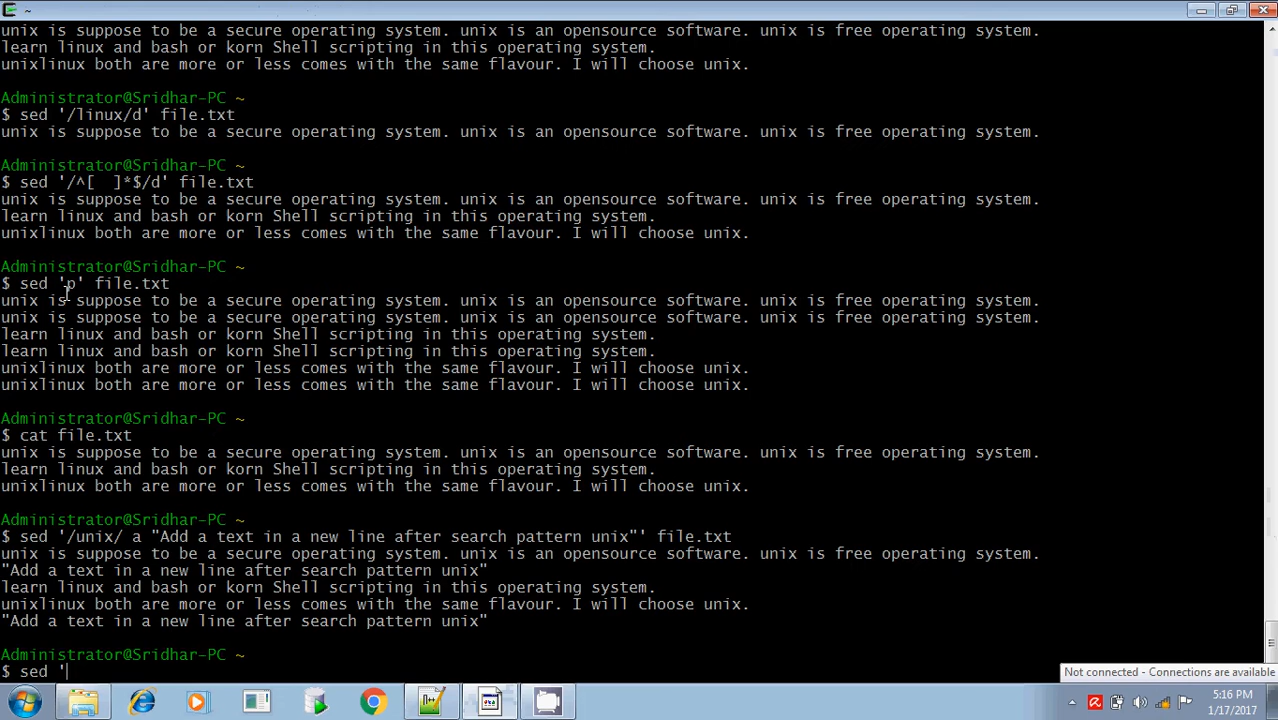 ~
unix is suppose to be a secure operating system. unix is an opensource software. unix is free operating system.
learn linux and bash or korn Shell scripting in this operating system.
unixlinux both are more or less comes with the same flavour. I will choose unix.
Administrator@Sridhar-PC ~
$ sed '/linux/d' file.txt
unix is suppose to be a secure operating system. unix is an opensource software. unix is free operating system.
Administrator@Sridhar-PC ~
$ sed '/^[  ]*$/d' file.txt
unix is suppose to be a secure operating system. unix is an opensource software. unix is free operating system.
learn linux and bash or korn Shell scripting in this operating system.
unixlinux both are more or less comes with the same flavour. I will choose unix.
Administrator@Sridhar-PC ~
$ sed 'p' file.txt
unix is suppose to be a secure operating system. unix is an opensource software. unix is free operating system.
unix is suppose to be a secure operating system. unix is an opensource software. unix is free operating system.
learn linux and bash or korn Shell scripting in this operating system.
learn linux and bash or korn Shell scripting in this operating system.
unixlinux both are more or less comes with the same flavour. I will choose unix.
unixlinux both are more or less comes with the same flavour. I will choose unix.
Administrator@Sridhar-PC ~
$ cat file.txt
unix is suppose to be a secure operating system. unix is an opensource software. unix is free operating system.
learn linux and bash or korn Shell scripting in this operating system.
unixlinux both are more or less comes with the same flavour. I will choose unix.
Administrator@Sridhar-PC ~
$ sed '/unix/ a "Add a text in a new line after search pattern unix"' file.txt
unix is suppose to be a secure operating system. unix is an opensource software. unix is free operating system.
"Add a text in a new line after search pattern unix"
learn linux and bash or korn Shell scripting in this operating system.
unixlinux both are more or less comes with the same flavour. I will choose unix.
"Add a text in a new line after search pattern unix"
Administrator@Sridhar-PC ~
$ sed '
Not connected - Connections are available
5:16 PM
1/17/2017